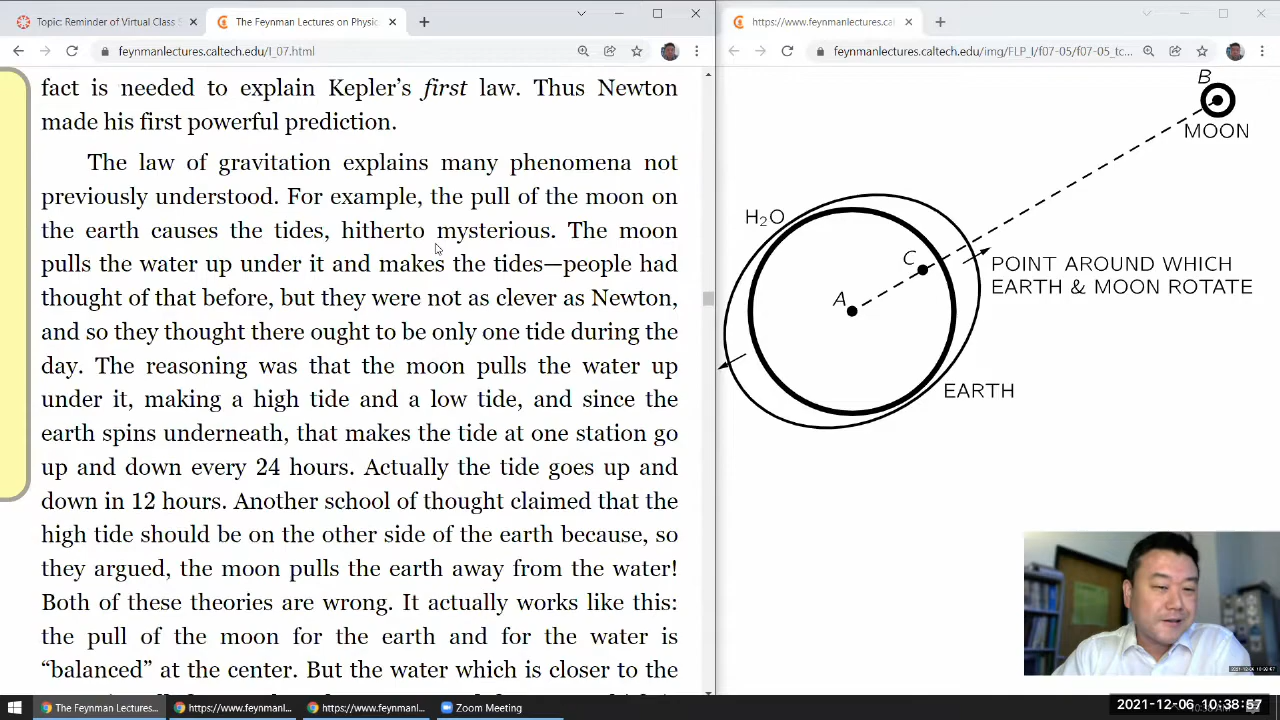 Topic: Reminder of Virtual Class S
The Feynman Lectures on Physic
https://www.feynmanlectures.ca
feynmanlectures.caltech.edu/I_07.html
feynmanlectures.caltech.edu/img/FLP_I/f07-05/f07-05_tc...
fact is needed to explain Kepler's first law. Thus Newton
made his first powerful prediction.
The law of gravitation explains many phenomena not
previously understood. For example, the pull of the moon on
the earth causes the tides, hitherto mysterious. The moon
pulls the water up under it and makes the tides—people had
thought of that before, but they were not as clever as Newton,
and so they thought there ought to be only one tide during the
day. The reasoning was that the moon pulls the water up
under it, making a high tide and a low tide, and since the
earth spins underneath, that makes the tide at one station go
up and down every 24 hours. Actually the tide goes up and
down in 12 hours. Another school of thought claimed that the
high tide should be on the other side of the earth because, so
they argued, the moon pulls the earth away from the water!
Both of these theories are wrong. It actually works like this:
the pull of the moon for the earth and for the water is
“balanced” at the center. But the water which is closer to the
B
MOON
H₂O
C
A
POINT AROUND WHICH
EARTH & MOON ROTATE
EARTH
The Feynman Lectures...
https://www.feynmanl...
https://www.feynmanl...
Zoom Meeting
2021-12-06 10:38:57